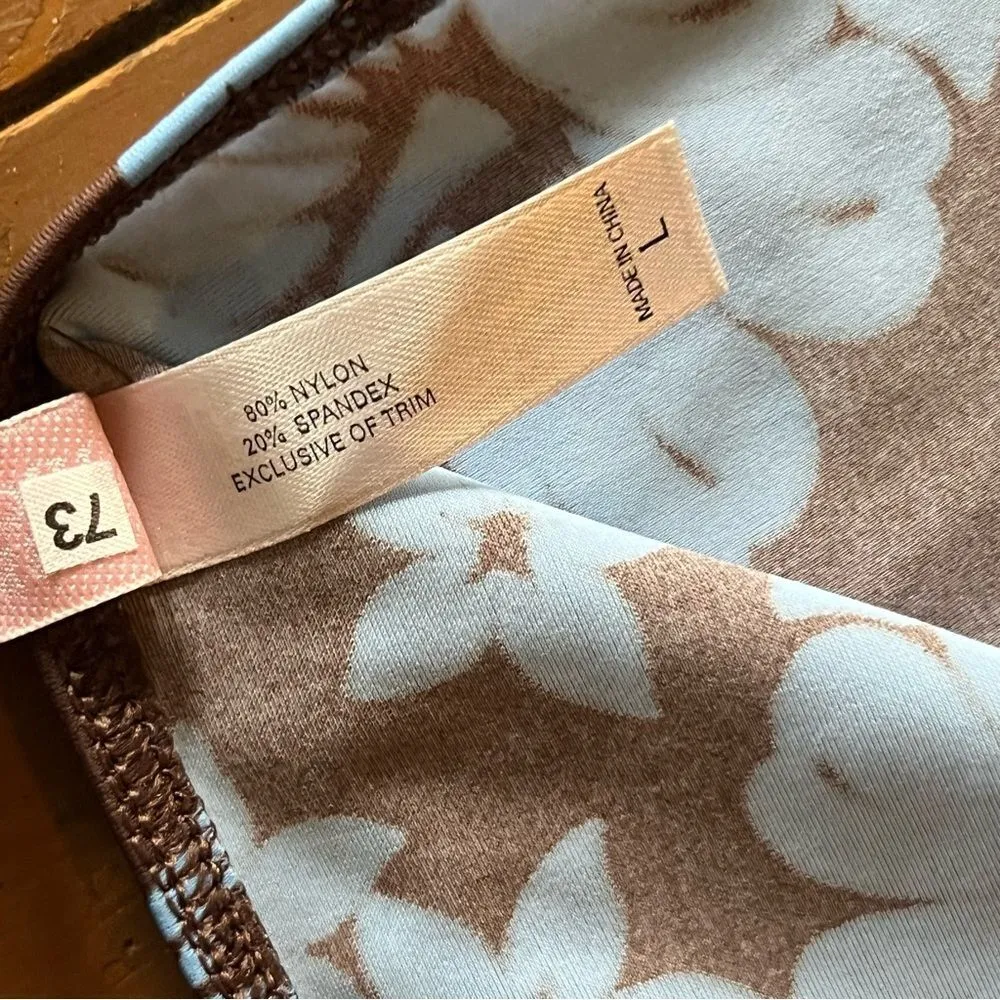 80% NYLON
20% SPANDEX
EXCLUSIVE OF TRIM
MADE IN CHINA
L
73